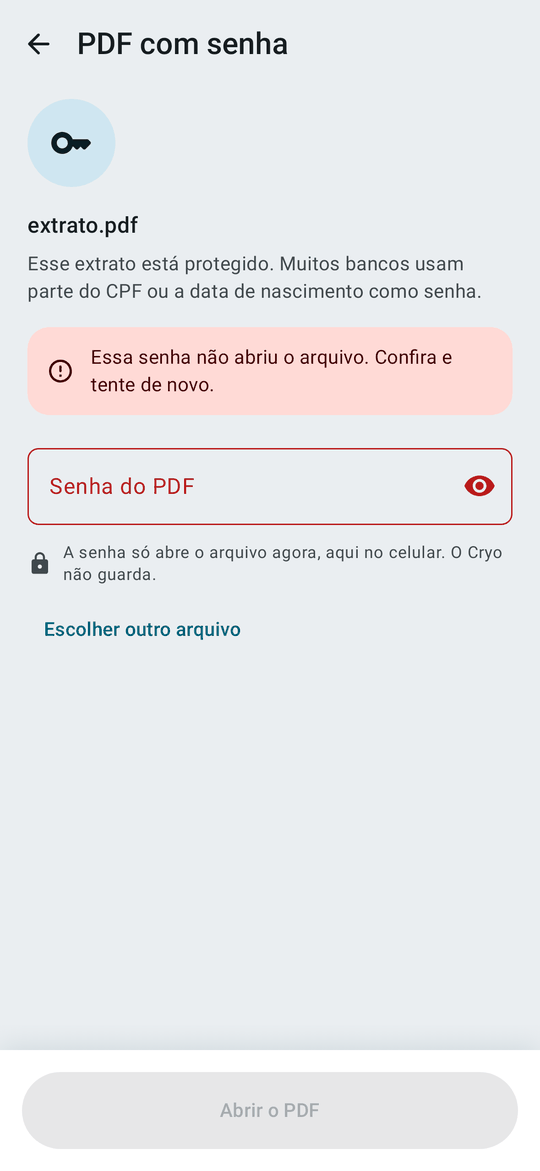 PDF com senha
extrato.pdf
Esse extrato está protegido. Muitos bancos usam
parte do CPF ou a data de nascimento como senha.
Essa senha não abriu o arquivo. Confira e
tente de novo.
Senha do PDF
A senha só abre o arquivo agora, aqui no celular. O Cryo
não guarda.
Escolher outro arquivo
Abrir o PDF